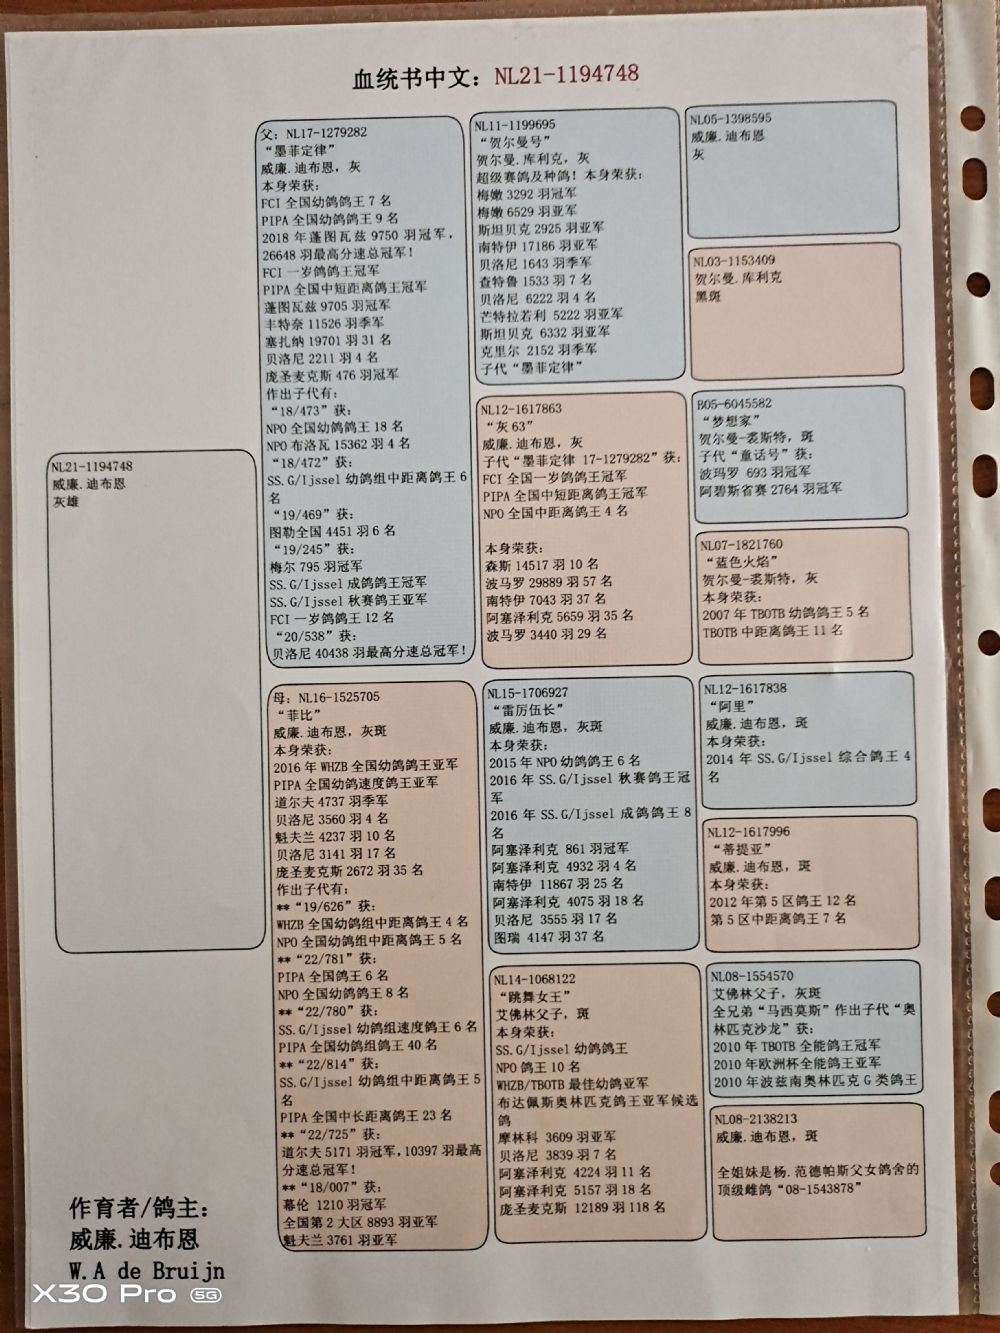 血统书中文：NL21-1194748
NL21-1194748
威廉.迪布恩
灰雄
父：NL17-1279282
“墨菲定律”
威廉.迪布恩，灰
本身荣获：
FCI 全国幼鸽鸽王 7 名
PIPA 全国幼鸽鸽王 9 名
2018 年蓬图瓦兹 9750 羽冠军，
26648 羽最高分速总冠军！
FCI 一岁鸽鸽王冠军
PIPA 全国中短距离鸽王冠军
蓬图瓦兹 9705 羽冠军
丰特奈 11526 羽季军
塞扎纳 19701 羽 31 名
贝洛尼 2211 羽 4 名
庞圣麦克斯 476 羽冠军
作出子代有：
“18/473”获：
NPO 全国幼鸽鸽王 18 名
NPO 布洛瓦 15362 羽 4 名
“18/472”获：
SS.G/Ijssel 幼鸽组中距离鸽王 6
名
“19/469”获：
图勒全国 4451 羽 6 名
“19/245”获：
梅尔 795 羽冠军
SS.G/Ijssel 成鸽鸽王冠军
SS.G/Ijssel 秋赛鸽王亚军
FCI 一岁鸽鸽王 12 名
“20/538”获：
贝洛尼 40438 羽最高分速总冠军！
母：NL16-1525705
“菲比”
威廉.迪布恩，灰斑
本身荣获：
2016 年 WHZB 全国幼鸽鸽王亚军
PIPA 全国幼鸽速度鸽王亚军
道尔夫 4737 羽季军
贝洛尼 3560 羽 4 名
魁夫兰 4237 羽 10 名
贝洛尼 3141 羽 17 名
庞圣麦克斯 2672 羽 35 名
作出子代有：
**“19/626”获：
WHZB 全国幼鸽组中距离鸽王 4 名
NPO 全国幼鸽组中距离鸽王 5 名
**“22/781”获：
PIPA 全国鸽王 6 名
NPO 全国幼鸽鸽王 8 名
**“22/780”获：
SS.G/Ijssel 幼鸽组速度鸽王 6 名
PIPA 全国幼鸽组鸽王 40 名
**“22/814”获：
SS.G/Ijssel 幼鸽组中距离鸽王 5
名
PIPA 全国中长距离鸽王 23 名
**“22/725”获：
道尔夫 5171 羽冠军，10397 羽最高
分速总冠军！
**“18/007”获：
慕伦 1210 羽冠军
全国第 2 大区 8893 羽亚军
魁夫兰 3761 羽亚军
NL11-1199695
“贺尔曼号”
贺尔曼.库利克，灰
超级赛鸽及种鸽！本身荣获：
梅嫩 3292 羽冠军
梅嫩 6529 羽亚军
斯坦贝克 2925 羽亚军
南特伊 17186 羽亚军
贝洛尼 1643 羽季军
查特鲁 1533 羽 7 名
贝洛尼 6222 羽 4 名
芒特拉若利 5222 羽亚军
斯坦贝克 6332 羽亚军
克里尔 2152 羽季军
子代“墨菲定律”
NL12-1617863
“灰 63”
威廉.迪布恩，灰
子代“墨菲定律 17-1279282”获：
FCI 全国一岁鸽鸽王冠军
PIPA 全国中短距离鸽王冠军
NPO 全国中距离鸽王 4 名
本身荣获：
森斯 14517 羽 10 名
波马罗 29889 羽 57 名
南特伊 7043 羽 37 名
阿塞泽利克 5659 羽 35 名
波马罗 3440 羽 29 名
NL15-1706927
“雷厉伍长”
威廉.迪布恩，灰斑
本身荣获：
2015 年 NPO 幼鸽鸽王 6 名
2016 年 SS.G/Ijssel 秋赛鸽王冠
军
2016 年 SS.G/Ijssel 成鸽鸽王 8
名
阿塞泽利克 861 羽冠军
阿塞泽利克 4932 羽 4 名
南特伊 11867 羽 25 名
阿塞泽利克 4075 羽 18 名
贝洛尼 3555 羽 17 名
图瑞 4147 羽 37 名
NL14-1068122
“跳舞女王”
艾佛林父子，斑
本身荣获：
SS.G/Ijssel 幼鸽鸽王
NPO 鸽王 10 名
WHZB/TBOTB 最佳幼鸽亚军
布达佩斯奥林匹克鸽王亚军候选
鸽
摩林科 3609 羽亚军
贝洛尼 3839 羽 7 名
阿塞泽利克 4224 羽 11 名
阿塞泽利克 5157 羽 18 名
庞圣麦克斯 12189 羽 118 名
NL05-1398595
威廉.迪布恩
灰
NL03-1153409
贺尔曼.库利克
黑斑
B05-6045582
“梦想家”
贺尔曼-裘斯特，斑
子代“童话号”获：
波玛罗 693 羽冠军
阿碧斯省赛 2764 羽冠军
NL07-1821760
“蓝色火焰”
贺尔曼-裘斯特，灰
本身荣获：
2007 年 TBOTB 幼鸽鸽王 5 名
TBOTB 中距离鸽王 11 名
NL12-1617838
“阿里”
威廉.迪布恩，斑
本身荣获：
2014 年 SS.G/Ijssel 综合鸽王 4
名
NL12-1617996
“蒂提亚”
威廉.迪布恩，斑
本身荣获：
2012 年第 5 区鸽王 12 名
第 5 区中距离鸽王 7 名
NL08-1554570
艾佛林父子，灰斑
全兄弟“马西莫斯”作出子代“奥
林匹克沙龙”获：
2010 年 TBOTB 全能鸽王冠军
2010 年欧洲杯全能鸽王亚军
2010 年波兹南奥林匹克 G 类鸽王
NL08-2138213
威廉.迪布恩，斑
全姐妹是杨.范德帕斯父女鸽舍的
顶级雌鸽“08-1543878”
作育者/鸽主：
威廉.迪布恩
W.A de Bruijn
X30 Pro 5G